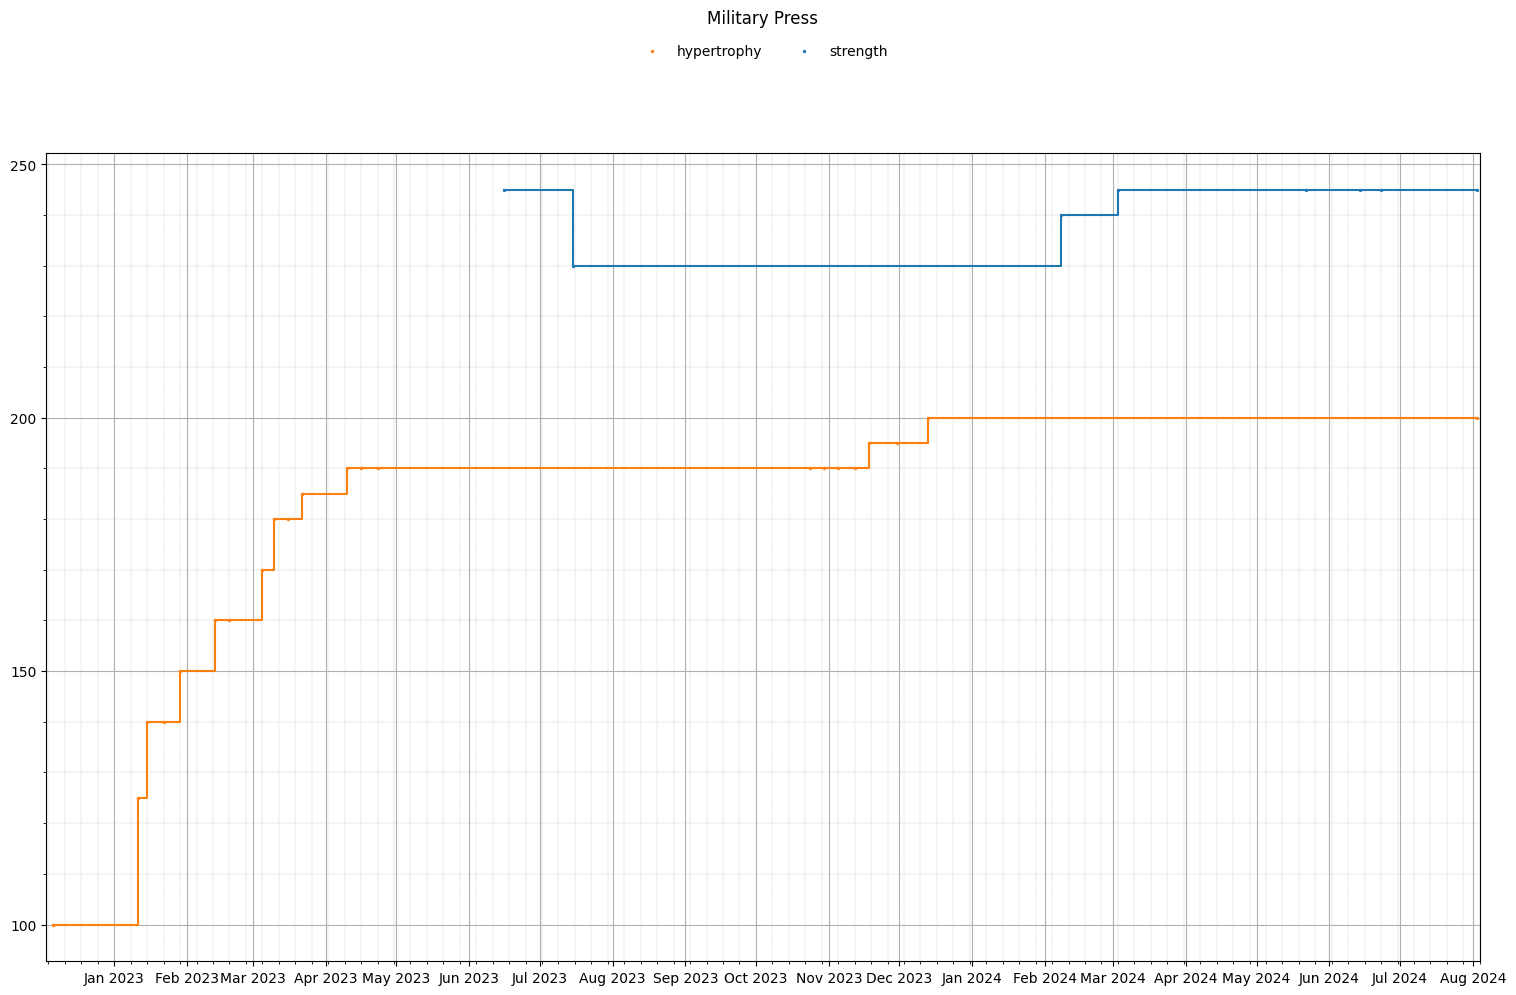 Military Press
hypertrophy strength
250
200
150
100
Jan 2023 Feb 2023 Mar 2023 Apr 2023 May 2023 Jun 2023 Jul 2023 Aug 2023 Sep 2023 Oct 2023 Nov 2023 Dec 2023 Jan 2024 Feb 2024 Mar 2024 Apr 2024 May 2024 Jun 2024 Jul 2024 Aug 2024